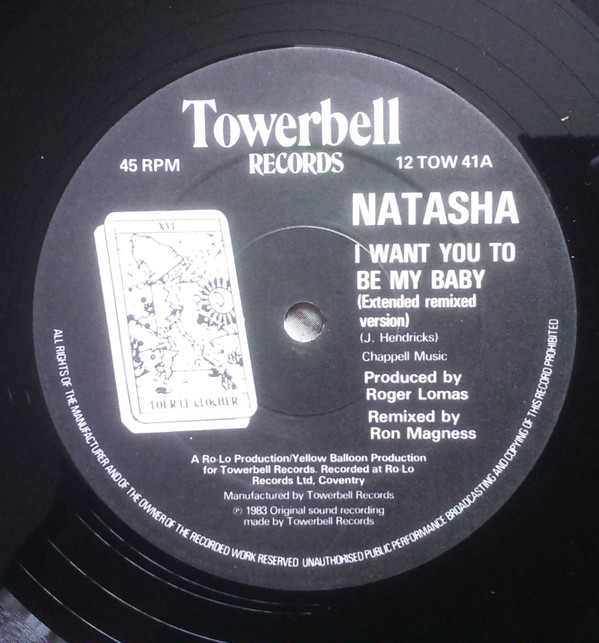 Towerbell
RECORDS
45 RPM
12 TOW 41A
NATASHA
I WANT YOU TO
BE MY BABY
(Extended remixed
version)
(J. Hendricks)
Chappell Music
Produced by
Roger Lomas
Remixed by
Ron Magness
XVI
TOUR LE CLOCHER
A Ro-Lo Production/Yellow Balloon Production
for Towerbell Records. Recorded at Ro-Lo
Records Ltd, Coventry
Manufactured by Towerbell Records
℗ 1983 Original sound recording
made by Towerbell Records
ALL RIGHTS OF THE MANUFACTURER AND OF THE OWNER OF THE RECORDED WORK RESERVED UNAUTHORISED PUBLIC PERFORMANCE BROADCASTING AND COPYING OF THIS RECORD PROHIBITED